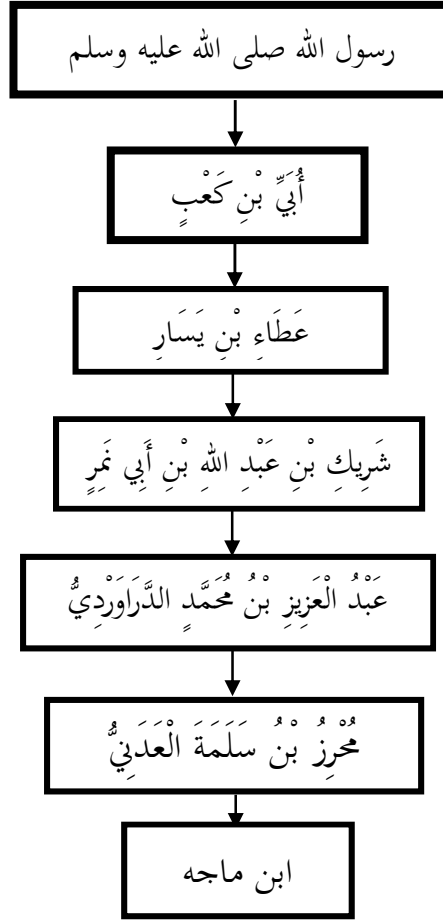 رسول الله صلى الله عليه وسلم
أُبَيِّ بْنِ كَعْبٍ
عَطَاءِ بْنِ يَسَارِ
شَرِيكِ بْنِ عَبْدِ اللهِ بْنِ أَبِي نَمِرٍ
عَبْدُ الْعَزِيزِ بْنُ مُحَمَّدٍ الدَّرَاوَرْدِيُّ
مُحْرِزُ بْنُ سَلَمَةَ الْعَدَنِيُّ
ابن ماجه